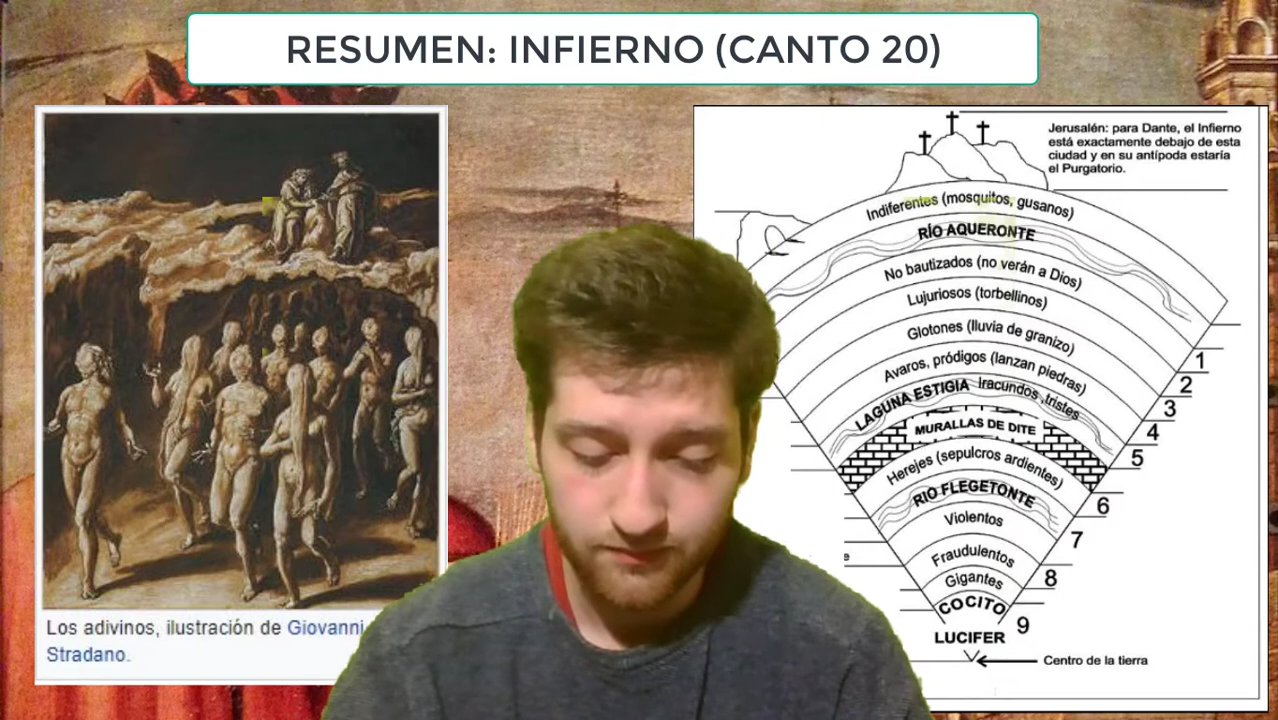 RESUMEN: INFIERNO (CANTO 20)
Los adivinos, ilustración de Giovanni
Stradano.
Jerusalén: para Dante, el Infierno
está exactamente debajo de esta
ciudad y en su antípoda estaría
el Purgatorio.
Indiferentes (mosquitos, gusanos)
RÍO AQUERONTE
No bautizados (no verán a Dios)
Lujuriosos (torbellinos)
1
Glotones (lluvia de granizo)
2
Avaros, pródigos (lanzan piedras)
3
LAGUNA ESTIGIA Iracundos ,tristes
4
MURALLAS DE DITE
5
Herejes (sepulcros ardientes)
6
RIO FLEGETONTE
Violentos
7
Fraudulentos
8
Gigantes
COCITO
9
LUCIFER
Centro de la tierra